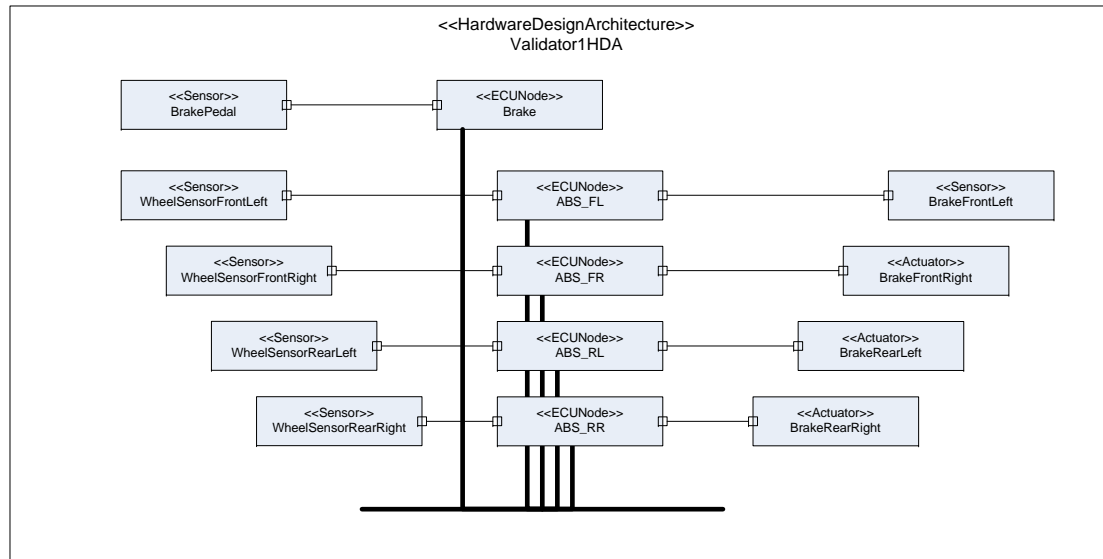 <<HardwareDesignArchitecture>>
Validator1HDA
<<Sensor>>
BrakePedal
<<ECUNode>>
Brake
<<Sensor>>
WheelSensorFrontLeft
<<ECUNode>>
ABS_FL
<<Sensor>>
BrakeFrontLeft
<<Sensor>>
WheelSensorFrontRight
<<ECUNode>>
ABS_FR
<<Actuator>>
BrakeFrontRight
<<Sensor>>
WheelSensorRearLeft
<<ECUNode>>
ABS_RL
<<Actuator>>
BrakeRearLeft
<<Sensor>>
WheelSensorRearRight
<<ECUNode>>
ABS_RR
<<Actuator>>
BrakeRearRight